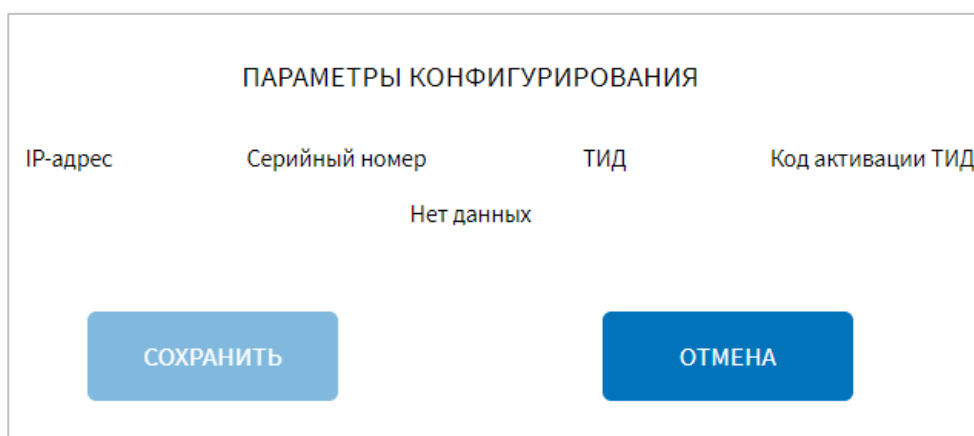 ПАРАМЕТРЫ КОНФИГУРИРОВАНИЯ
IP-адрес Серийный номер ТИД Код активации ТИД
Нет данных
СОХРАНИТЬ ОТМЕНА